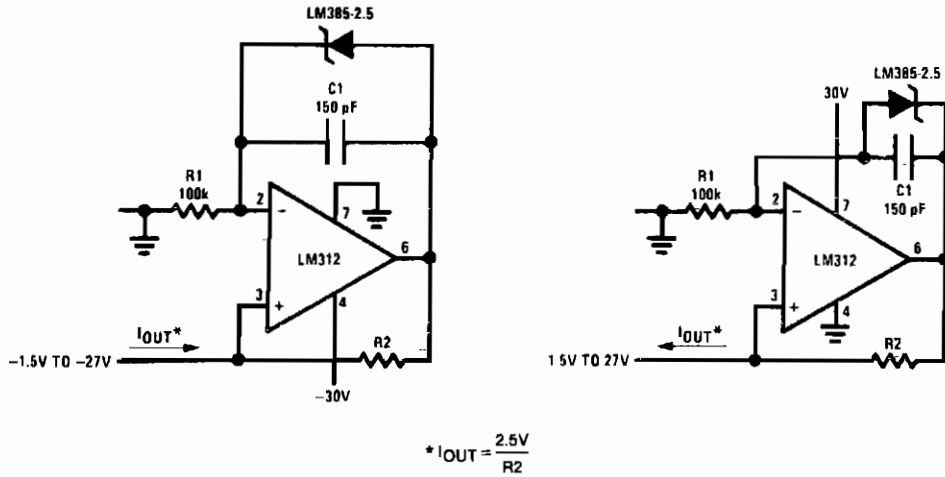 LM385-2.5
C1
150 pF
R1
100k
2
−
7
6
LM312
3
+
4
IOUT*
−1.5V TO −27V
R2
−30V
LM385-2.5
30V
C1
150 pF
R1
100k
2
−
7
6
LM312
3
+
4
IOUT*
1 5V TO 27V
R2
* IOUT = 2.5V
R2